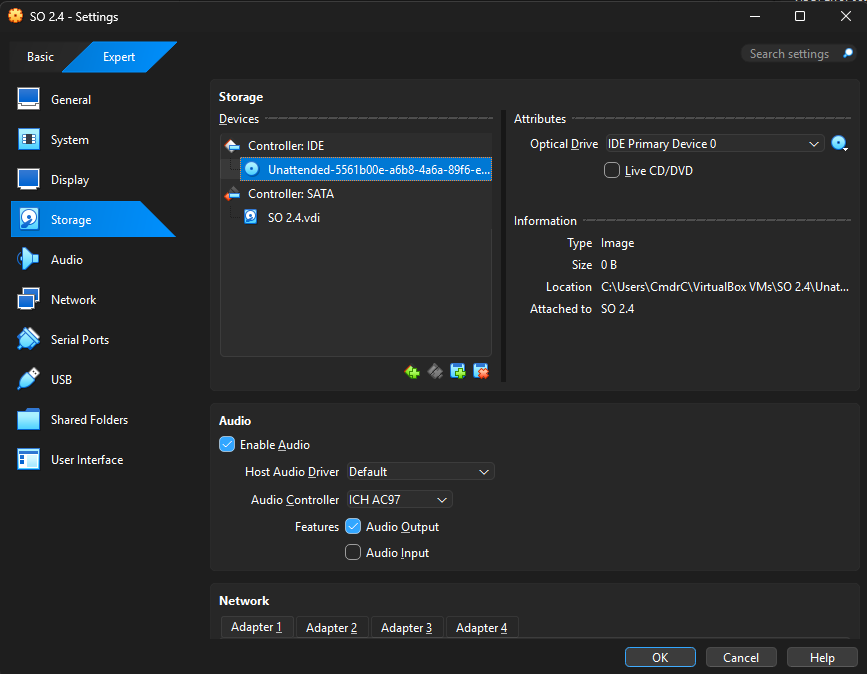 SO 2.4 - Settings
Basic
Expert
Search settings
General
System
Display
Storage
Audio
Network
Serial Ports
USB
Shared Folders
User Interface
Storage
Devices
Controller: IDE
Unattended-5561b00e-a6b8-4a6a-89f6-e...
Controller: SATA
SO 2.4.vdi
Attributes
Optical Drive IDE Primary Device 0
Live CD/DVD
Information
Type Image
Size 0 B
Location C:\Users\CmdrC\VirtualBox VMs\SO 2.4\Unat...
Attached to SO 2.4
Audio
Enable Audio
Host Audio Driver Default
Audio Controller ICH AC97
Features Audio Output
Audio Input
Network
Adapter 1 Adapter 2 Adapter 3 Adapter 4
OK Cancel Help